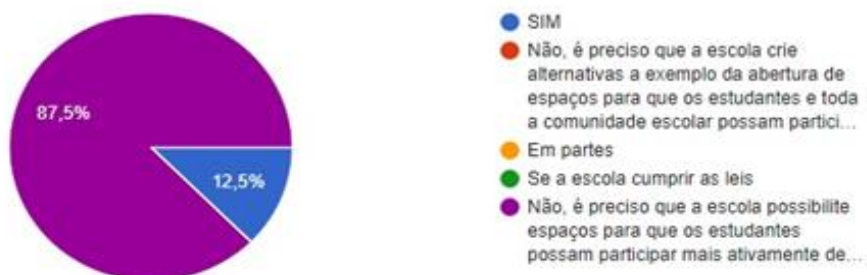 87,5%
12,5%
SIM
Não, é preciso que a escola crie
alternativas a exemplo da abertura de
espaços para que os estudantes e toda
a comunidade escolar possam partici...
Em partes
Se a escola cumprir as leis
Não, é preciso que a escola possibilite
espaços para que os estudantes
possam participar mais ativamente de...